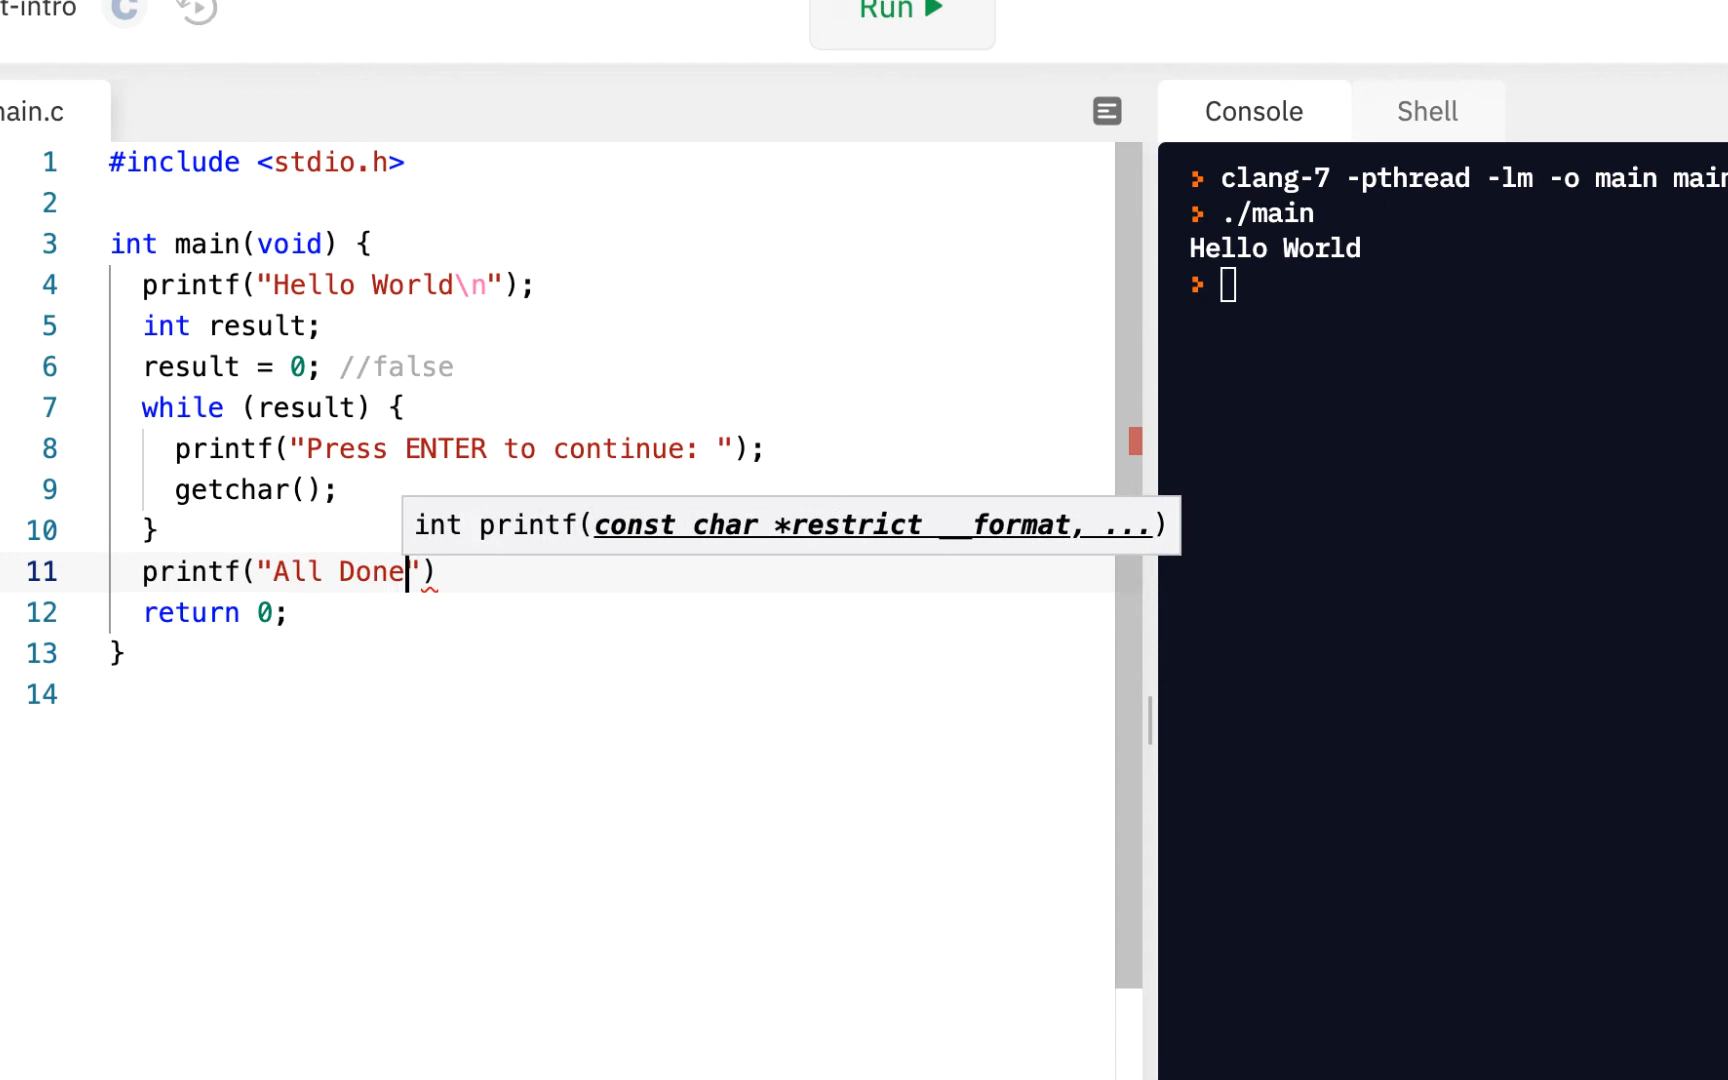 t-intro
Run
main.c
Console
Shell
1 #include <stdio.h>
2
3 int main(void) {
4 printf("Hello World\n");
5 int result;
6 result = 0; //false
7 while (result) {
8 printf("Press ENTER to continue: ");
9 getchar();
10 }
int printf(const char *restrict __format, ...)
11 printf("All Done")
12 return 0;
13 }
14
clang-7 -pthread -lm -o main main
./main
Hello World